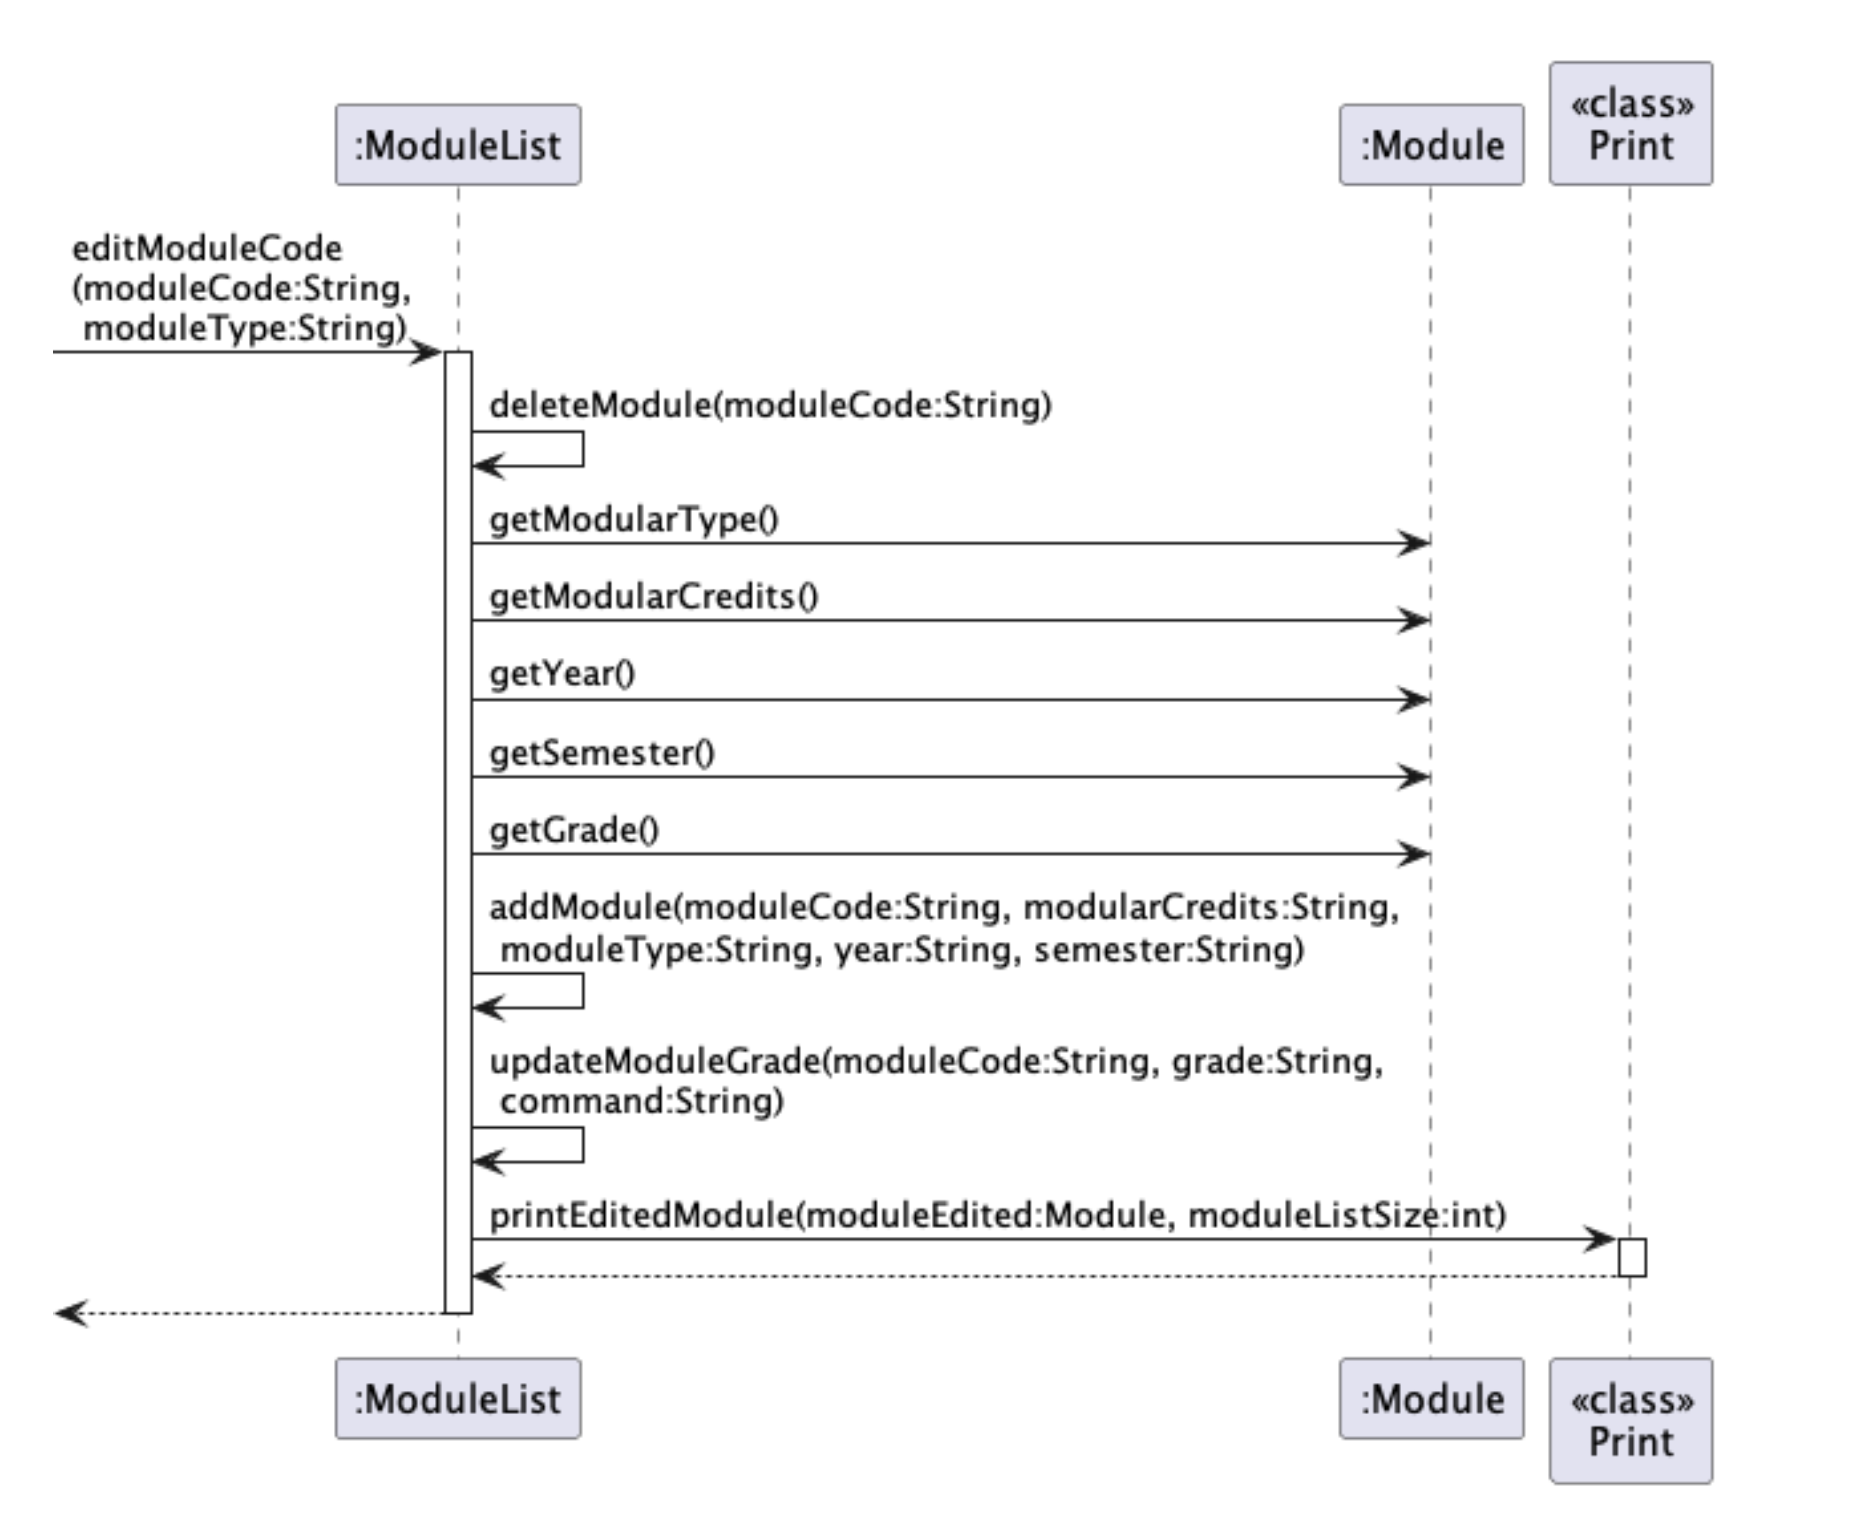 :ModuleList
:Module
«class»
Print
editModuleCode
(moduleCode:String,
moduleType:String)
deleteModule(moduleCode:String)
getModularType()
getModularCredits()
getYear()
getSemester()
getGrade()
addModule(moduleCode:String, modularCredits:String,
moduleType:String, year:String, semester:String)
updateModuleGrade(moduleCode:String, grade:String,
command:String)
printEditedModule(moduleEdited:Module, moduleListSize:int)
:ModuleList
:Module
«class»
Print